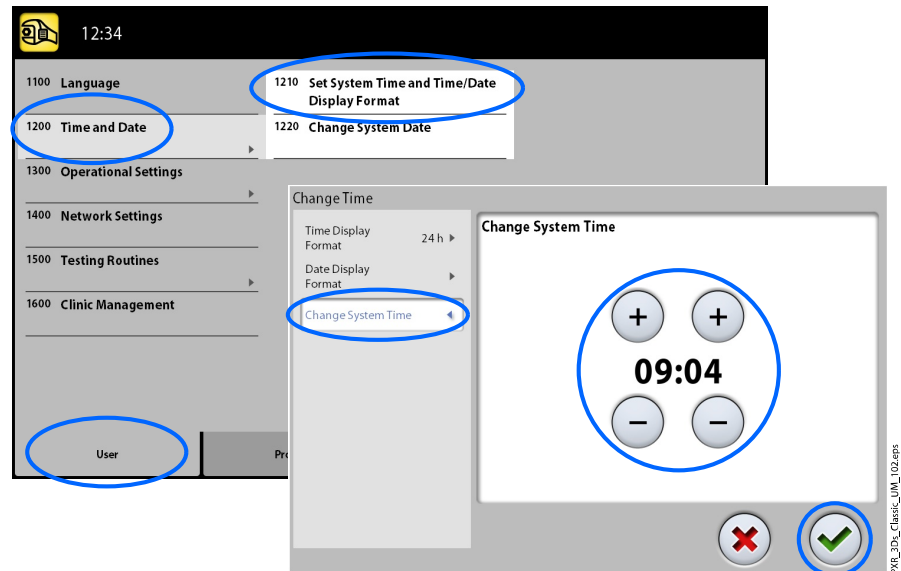 12:34
1100 Language
1200 Time and Date
1300 Operational Settings
1400 Network Settings
1500 Testing Routines
1600 Clinic Management
1210 Set System Time and Time/Date
Display Format
1220 Change System Date
User
Change Time
Time Display
Format
24 h
Date Display
Format
Change System Time
Change System Time
+ +
09:04
− −
PXR_3Ds_Classic_UM_102.eps